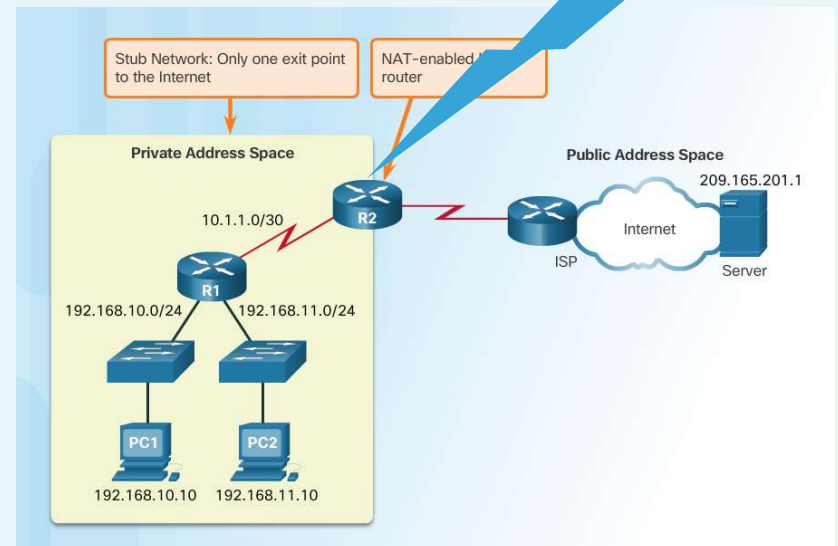 Stub Network: Only one exit point
to the Internet
NAT-enabled
router
Private Address Space
Public Address Space
209.165.201.1
10.1.1.0/30
R2
Internet
ISP
Server
R1
192.168.10.0/24
192.168.11.0/24
PC1
PC2
192.168.10.10
192.168.11.10